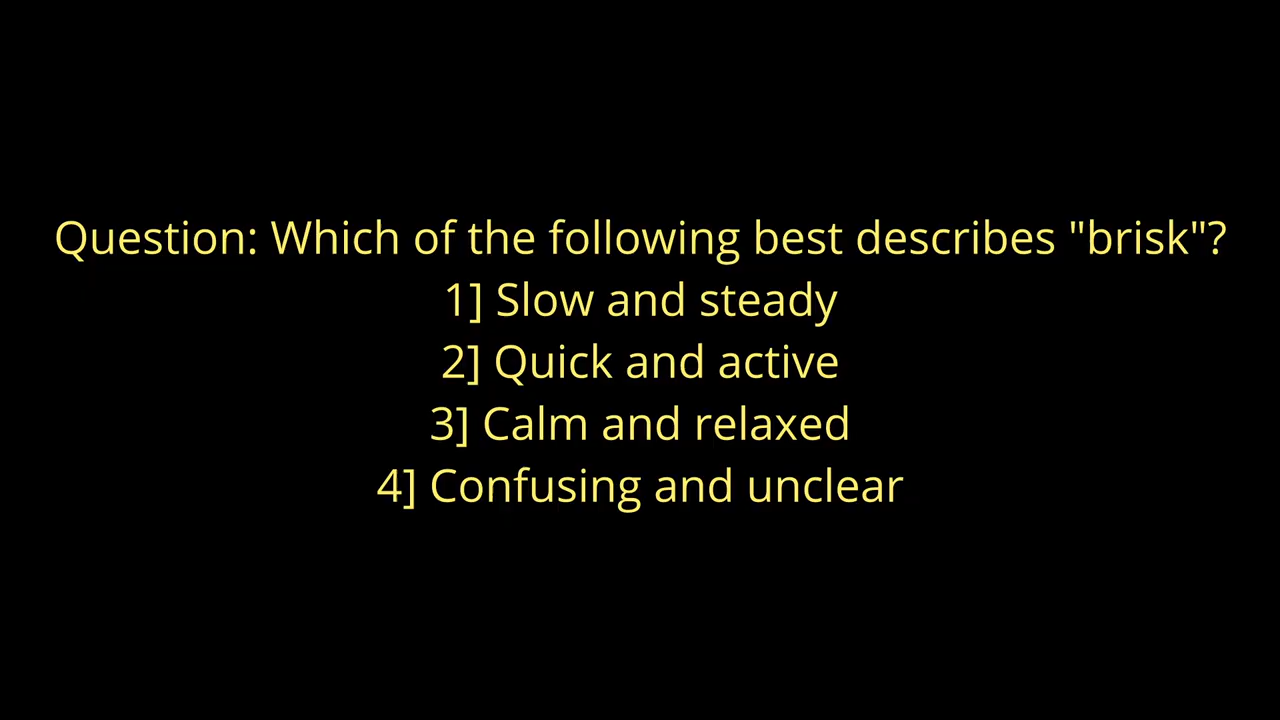 Question: Which of the following best describes "brisk"?
1] Slow and steady
2] Quick and active
3] Calm and relaxed
4] Confusing and unclear